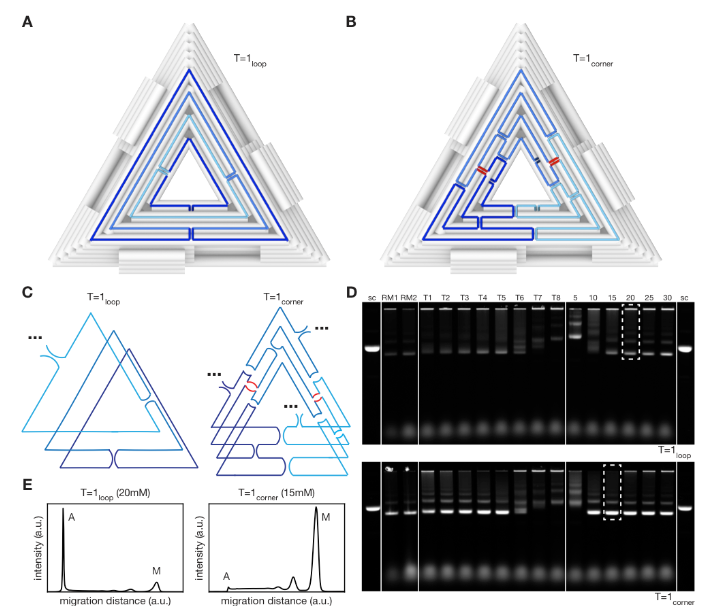 A
B
T=1loop
T=1corner
C
T=1loop
T=1corner
...
...
...
D
sc RM1 RM2 T1 T2 T3 T4 T5 T6 T7 T8 5 10 15 20 25 30 sc
T=1loop
T=1corner
E
T=1loop (20mM)
T=1corner (15mM)
intensity (a.u.)
A
M
migration distance (a.u.)
intensity (a.u.)
A
M
migration distance (a.u.)